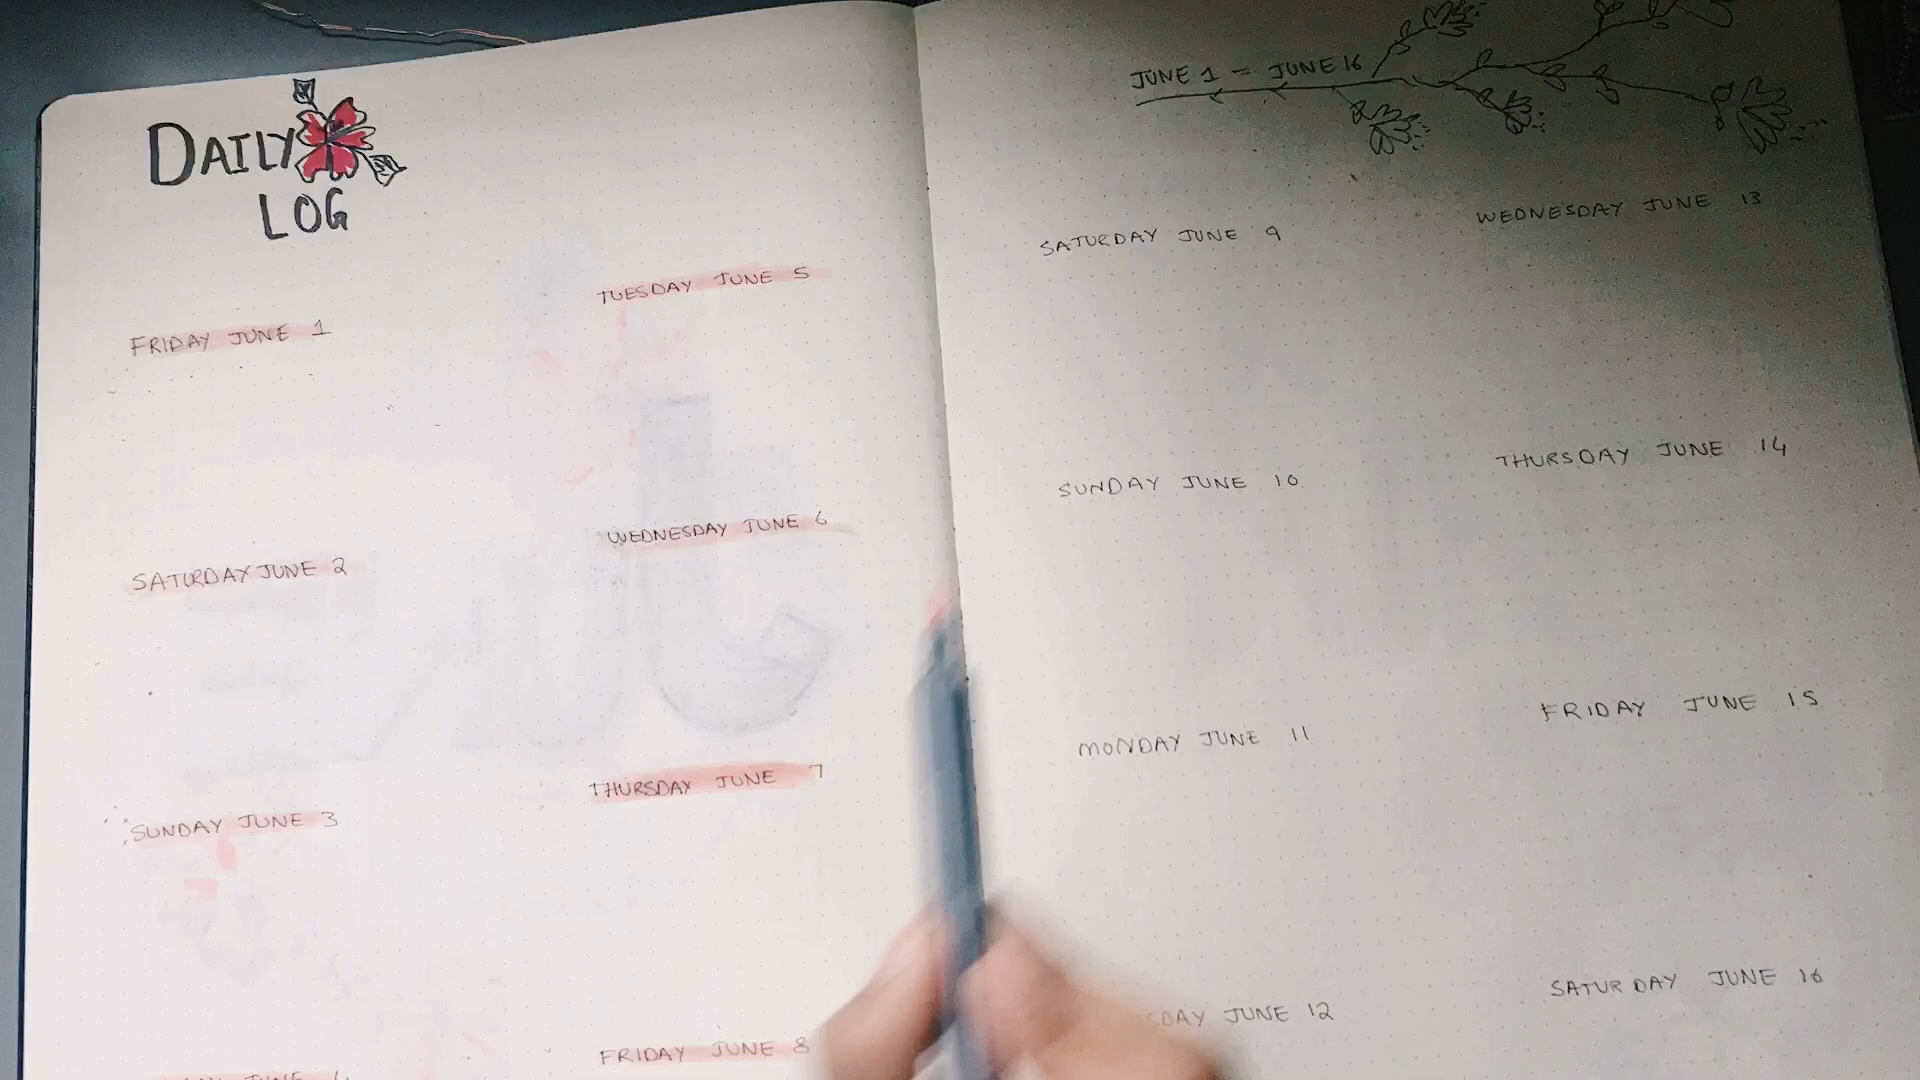 DAILY
LOG
FRIDAY JUNE 1
SATURDAY JUNE 2
SUNDAY JUNE 3
JUNE
TUESDAY JUNE 5
WEDNESDAY JUNE 6
THURSDAY JUNE 7
FRIDAY JUNE 8
JUNE 1 - JUNE 16
SATURDAY JUNE 9
SUNDAY JUNE 10
MONDAY JUNE 11
JUNE 12
WEDNESDAY JUNE 13
THURSDAY JUNE 14
FRIDAY JUNE 15
SATURDAY JUNE 16